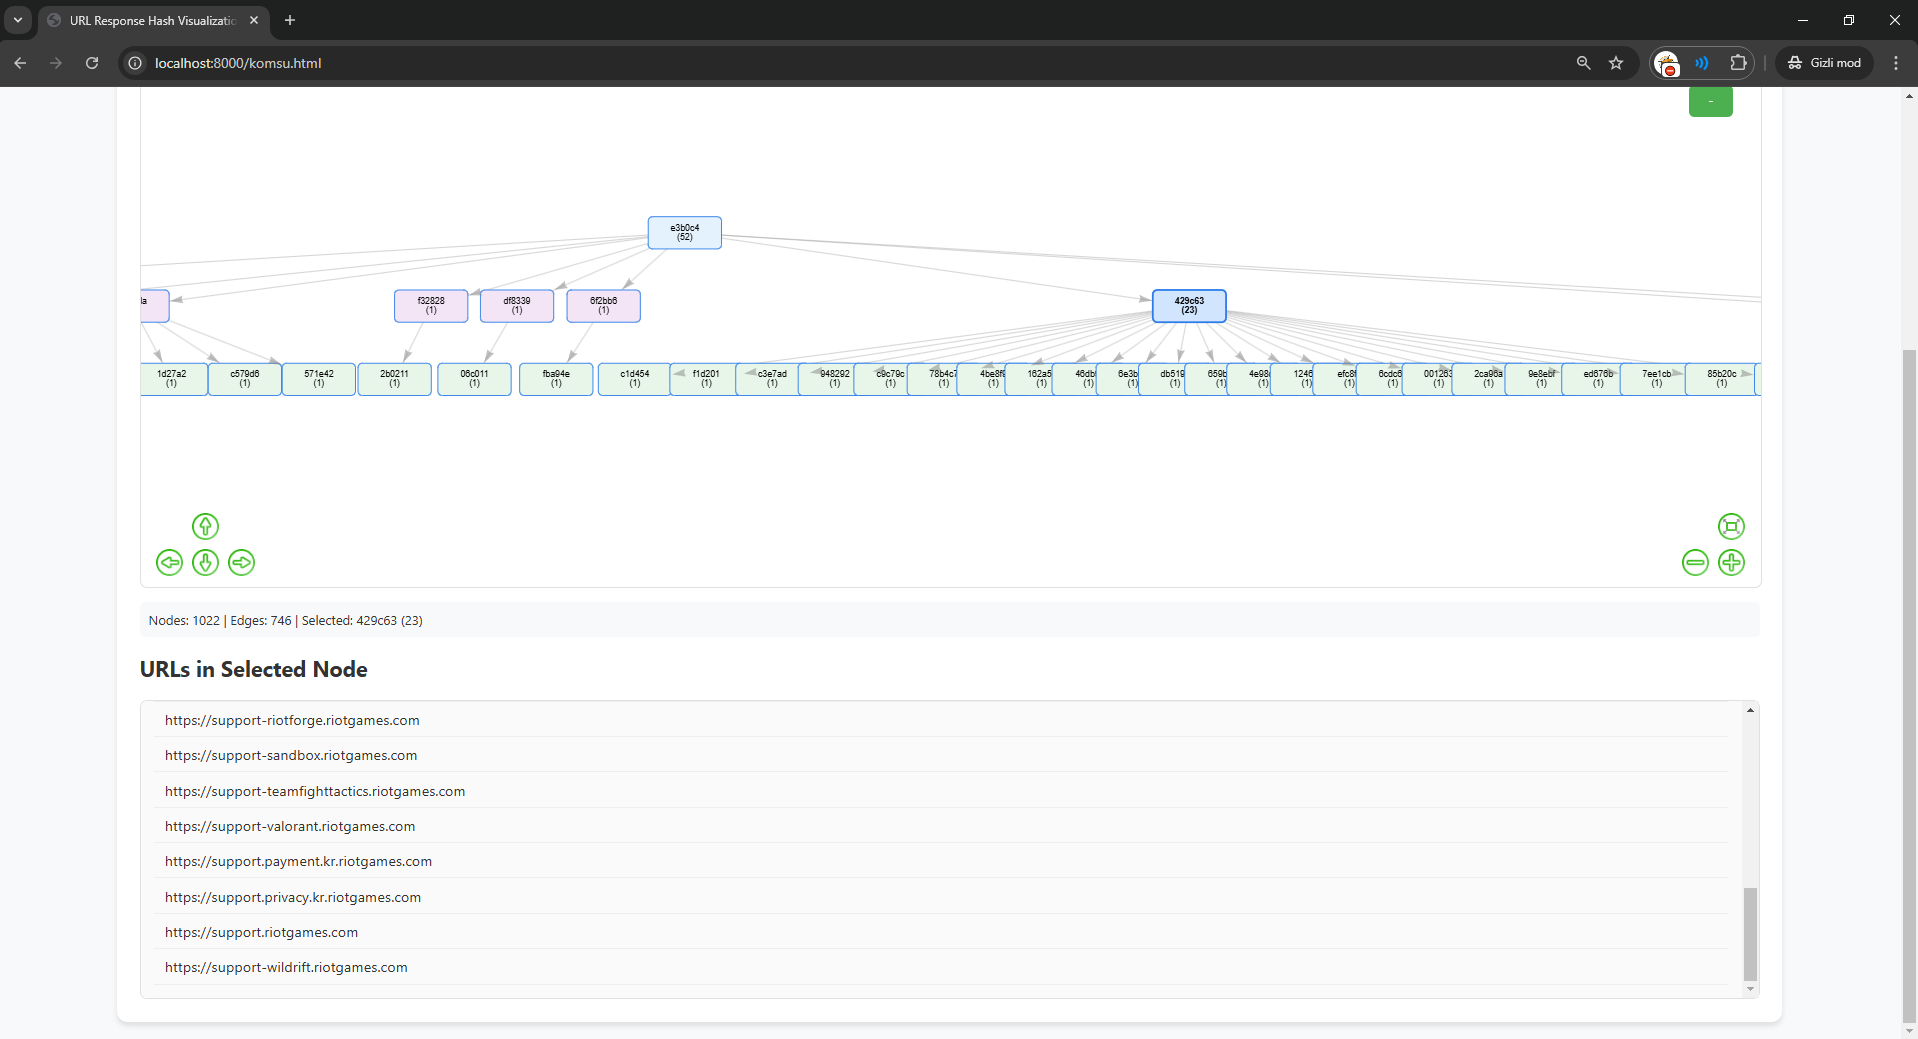 URL Response Hash Visualizatio
localhost:8000/komsu.html
Gizli mod
-
e3b0c4
(52)
la
f32828
(1)
df8339
(1)
6f2bb6
(1)
429c63
(23)
1d27a2
(1)
c579d6
(1)
571e42
(1)
2b0211
(1)
06c011
(1)
fba94e
(1)
c1d454
(1)
f1d201
(1)
c3e7ad
(1)
948292
(1)
c9c79c
(1)
78b4c7
(1)
4be8f9
(1)
162a5
(1)
46db
(1)
6e3b
(1)
db519
(1)
659b
(1)
4e98
(1)
1246
(1)
efc8f
(1)
6cdc6
(1)
001263
(1)
2ca96a
(1)
9e8ebf
(1)
ed676b
(1)
7ee1cb
(1)
85b20c
(1)
Nodes: 1022 | Edges: 746 | Selected: 429c63 (23)
URLs in Selected Node
https://support-riotforge.riotgames.com
https://support-sandbox.riotgames.com
https://support-teamfighttactics.riotgames.com
https://support-valorant.riotgames.com
https://support.payment.kr.riotgames.com
https://support.privacy.kr.riotgames.com
https://support.riotgames.com
https://support-wildrift.riotgames.com